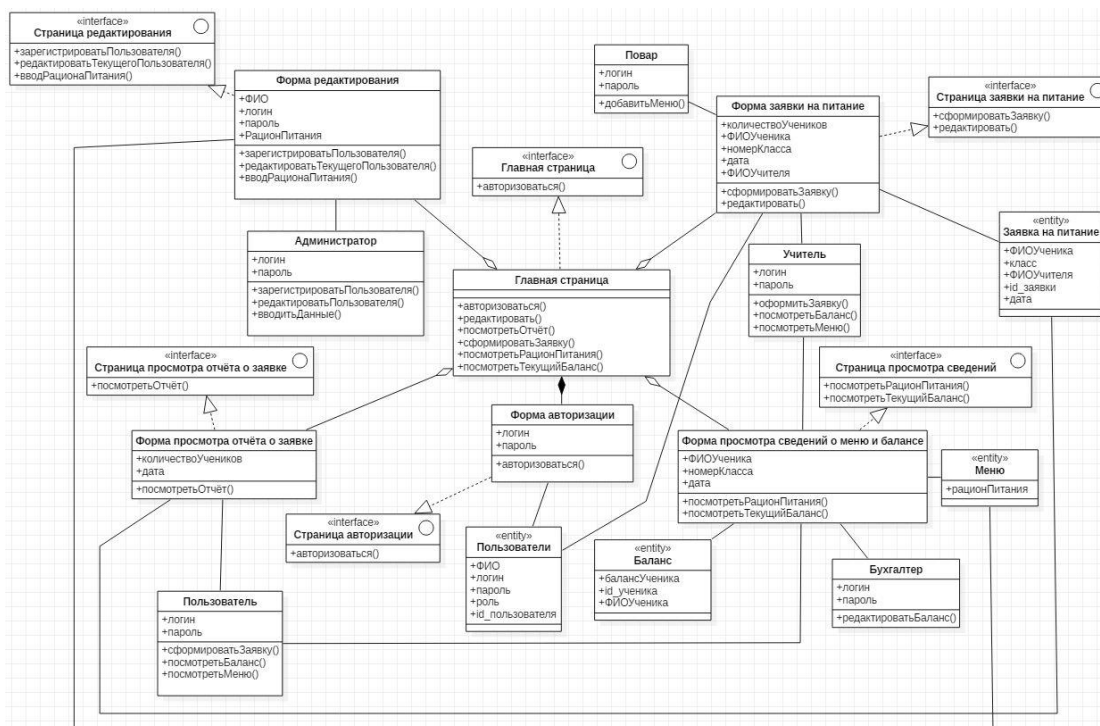 «interface»
Страница редактирования
+зарегистрироватьПользователя()
+редактироватьТекущегоПользователя()
+вводРационаПитания()
Форма редактирования
+ФИО
+логин
+пароль
+РационПитания
+зарегистрироватьПользователя()
+редактироватьТекущегоПользователя()
+вводРационаПитания()
Повар
+логин
+пароль
+добавитьМеню()
Форма заявки на питание
+количествоУчеников
+ФИОУченика
+номерКласса
+дата
+ФИОУчителя
+сформироватьЗаявку()
+редактировать()
«interface»
Страница заявки на питание
+сформироватьЗаявку()
+редактировать()
«interface»
Главная страница
+авторизоваться()
Администратор
+логин
+пароль
+зарегистрироватьПользователя()
+редактироватьПользователя()
+вводитьДанные()
Главная страница
+авторизоваться()
+редактировать()
+посмотретьОтчёт()
+сформироватьЗаявку()
+посмотретьРационПитания()
+посмотретьТекущийБаланс()
Учитель
+логин
+пароль
+оформитьЗаявку()
+посмотретьБаланс()
+посмотретьМеню()
«entity»
Заявка на питание
+ФИОУченика
+класс
+ФИОУчителя
+id_заявки
+дата
«interface»
Страница просмотра отчёта о заявке
+посмотретьОтчёт()
«interface»
Страница просмотра сведений
+посмотретьРационПитания()
+посмотретьТекущийБаланс()
Форма просмотра отчёта о заявке
+количествоУчеников
+дата
+посмотретьОтчёт()
Форма авторизации
+логин
+пароль
+авторизоваться()
Форма просмотра сведений о меню и балансе
+ФИОУченика
+номерКласса
+дата
+посмотретьРационПитания()
+посмотретьТекущийБаланс()
«entity»
Меню
+рационПитания
«interface»
Страница авторизации
+авторизоваться()
«entity»
Пользователи
+ФИО
+логин
+пароль
+роль
+id_пользователя
«entity»
Баланс
+балансУченика
+id_ученика
+ФИОУченика
Бухгалтер
+логин
+пароль
+редактироватьБаланс()
Пользователь
+логин
+пароль
+сформироватьЗаявку()
+посмотретьБаланс()
+посмотретьМеню()